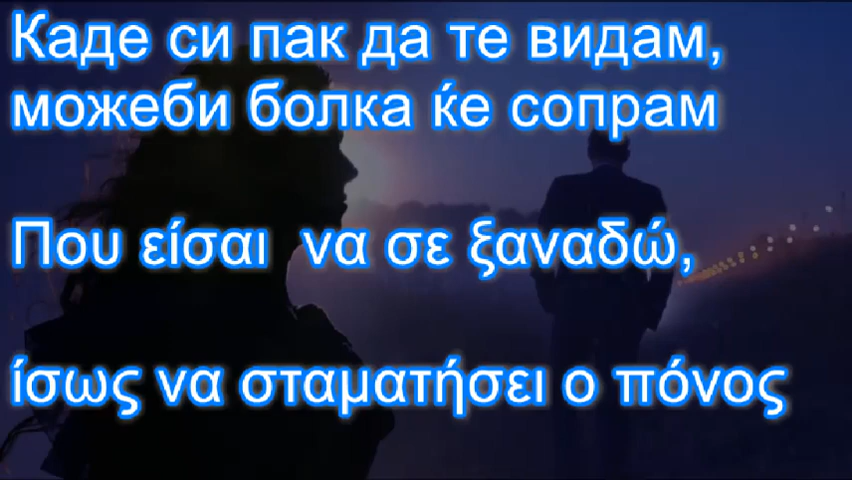 Каде си пак да те видам,
можеби болка ќе сопрам
Που είσαι να σε ξαναδώ,
ίσως να σταματήσει ο πόνος